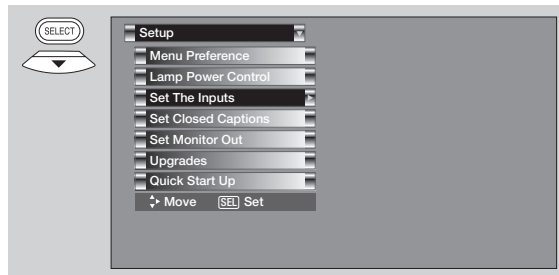 SELECT
Setup
Menu Preference
Lamp Power Control
Set The Inputs
Set Closed Captions
Set Monitor Out
Upgrades
Quick Start Up
Move SEL Set